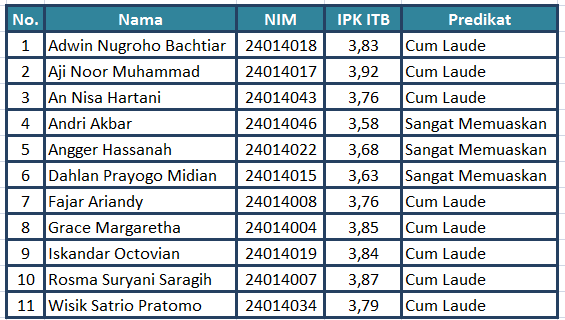 No. Nama NIM IPK ITB Predikat
1 Adwin Nugroho Bachtiar 24014018 3,83 Cum Laude
2 Aji Noor Muhammad 24014017 3,92 Cum Laude
3 An Nisa Hartani 24014043 3,76 Cum Laude
4 Andri Akbar 24014046 3,58 Sangat Memuaskan
5 Angger Hassanah 24014022 3,68 Sangat Memuaskan
6 Dahlan Prayogo Midian 24014015 3,63 Sangat Memuaskan
7 Fajar Ariandy 24014008 3,76 Cum Laude
8 Grace Margaretha 24014004 3,85 Cum Laude
9 Iskandar Octovian 24014019 3,84 Cum Laude
10 Rosma Suryani Saragih 24014007 3,87 Cum Laude
11 Wisik Satrio Pratomo 24014034 3,79 Cum Laude